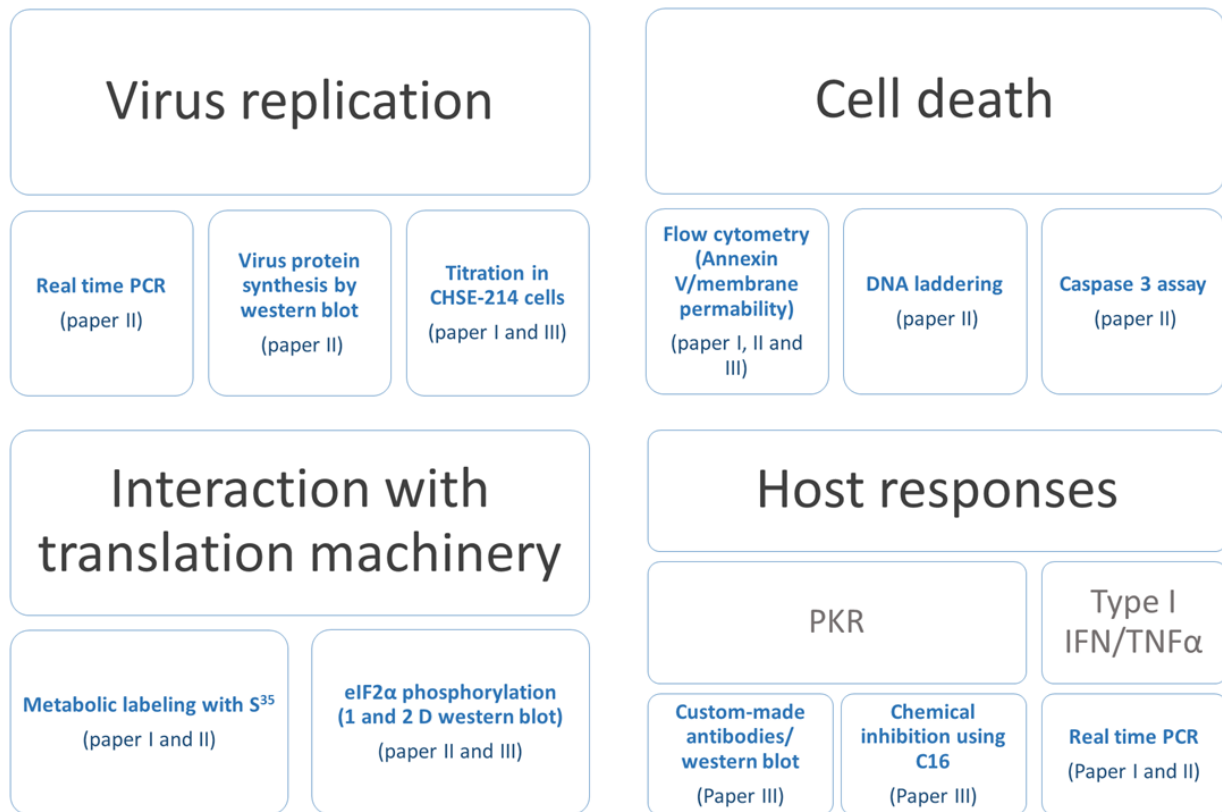 Virus replication
Real time PCR
(paper II)
Virus protein
synthesis by
western blot
(paper II)
Titration in
CHSE-214 cells
(paper I and III)
Cell death
Flow cytometry
(Annexin
V/membrane
permability)
(paper I, II and
III)
DNA laddering
(paper II)
Caspase 3 assay
(paper II)
Interaction with
translation machinery
Metabolic labeling with S³⁵
(paper I and II)
eIF2α phosphorylation
(1 and 2 D western blot)
(paper II and III)
Host responses
PKR
Custom-made
antibodies/
western blot
(Paper III)
Chemical
inhibition using
C16
(Paper III)
Type I
IFN/TNFα
Real time PCR
(Paper I and II)